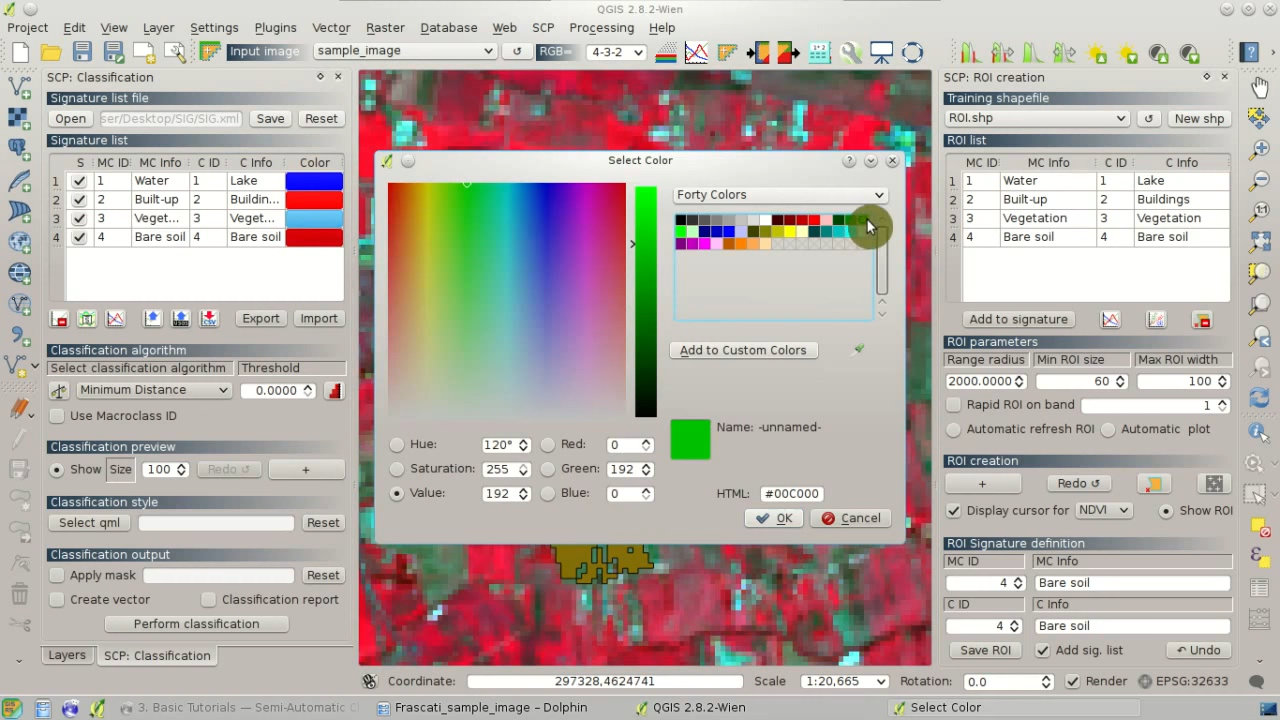 QGIS 2.8.2-Wien
Project Edit View Layer Settings Plugins Vector Raster Database Web SCP Processing Help
Input image sample_image RGB= 4-3-2
SCP: Classification
Signature list file
Open ser/Desktop/SIG/SIG.xml Save Reset
Signature list
S MC ID MC Info C ID C Info Color
1 1 Water 1 Lake
2 2 Built-up 2 Buildin...
3 3 Veget... 3 Veget...
4 4 Bare soil 4 Bare soil
Export Import
Classification algorithm
Select classification algorithm Threshold
Minimum Distance 0.0000
Use Macroclass ID
Classification preview
Show Size 100 Redo ↺ +
Classification style
Select qml Reset
Classification output
Apply mask Reset
Create vector Classification report
Perform classification
Layers SCP: Classification
Select Color
Forty Colors
Add to Custom Colors
Name: -unnamed-
Hue: 120° Red: 0
Saturation: 255 Green: 192
Value: 192 Blue: 0
HTML: #00C000
OK Cancel
SCP: ROI creation
Training shapefile
ROI.shp ↺ New shp
ROI list
MC ID MC Info C ID C Info
1 1 Water 1 Lake
2 2 Built-up 2 Buildings
3 3 Vegetation 3 Vegetation
4 4 Bare soil 4 Bare soil
Add to signature
ROI parameters
Range radius Min ROI size Max ROI width
2000.0000 60 100
Rapid ROI on band 1
Automatic refresh ROI Automatic plot
ROI creation
+ Redo ↺
Display cursor for NDVI Show ROI
ROI Signature definition
MC ID MC Info
4 Bare soil
C ID C Info
4 Bare soil
Save ROI Add sig. list Undo
Coordinate: 297328,4624741 Scale 1:20,665 Rotation: 0.0 Render EPSG:32633
3. Basic Tutorials — Semi-Automatic C Frascati_sample_image – Dolphin QGIS 2.8.2-Wien Select Color